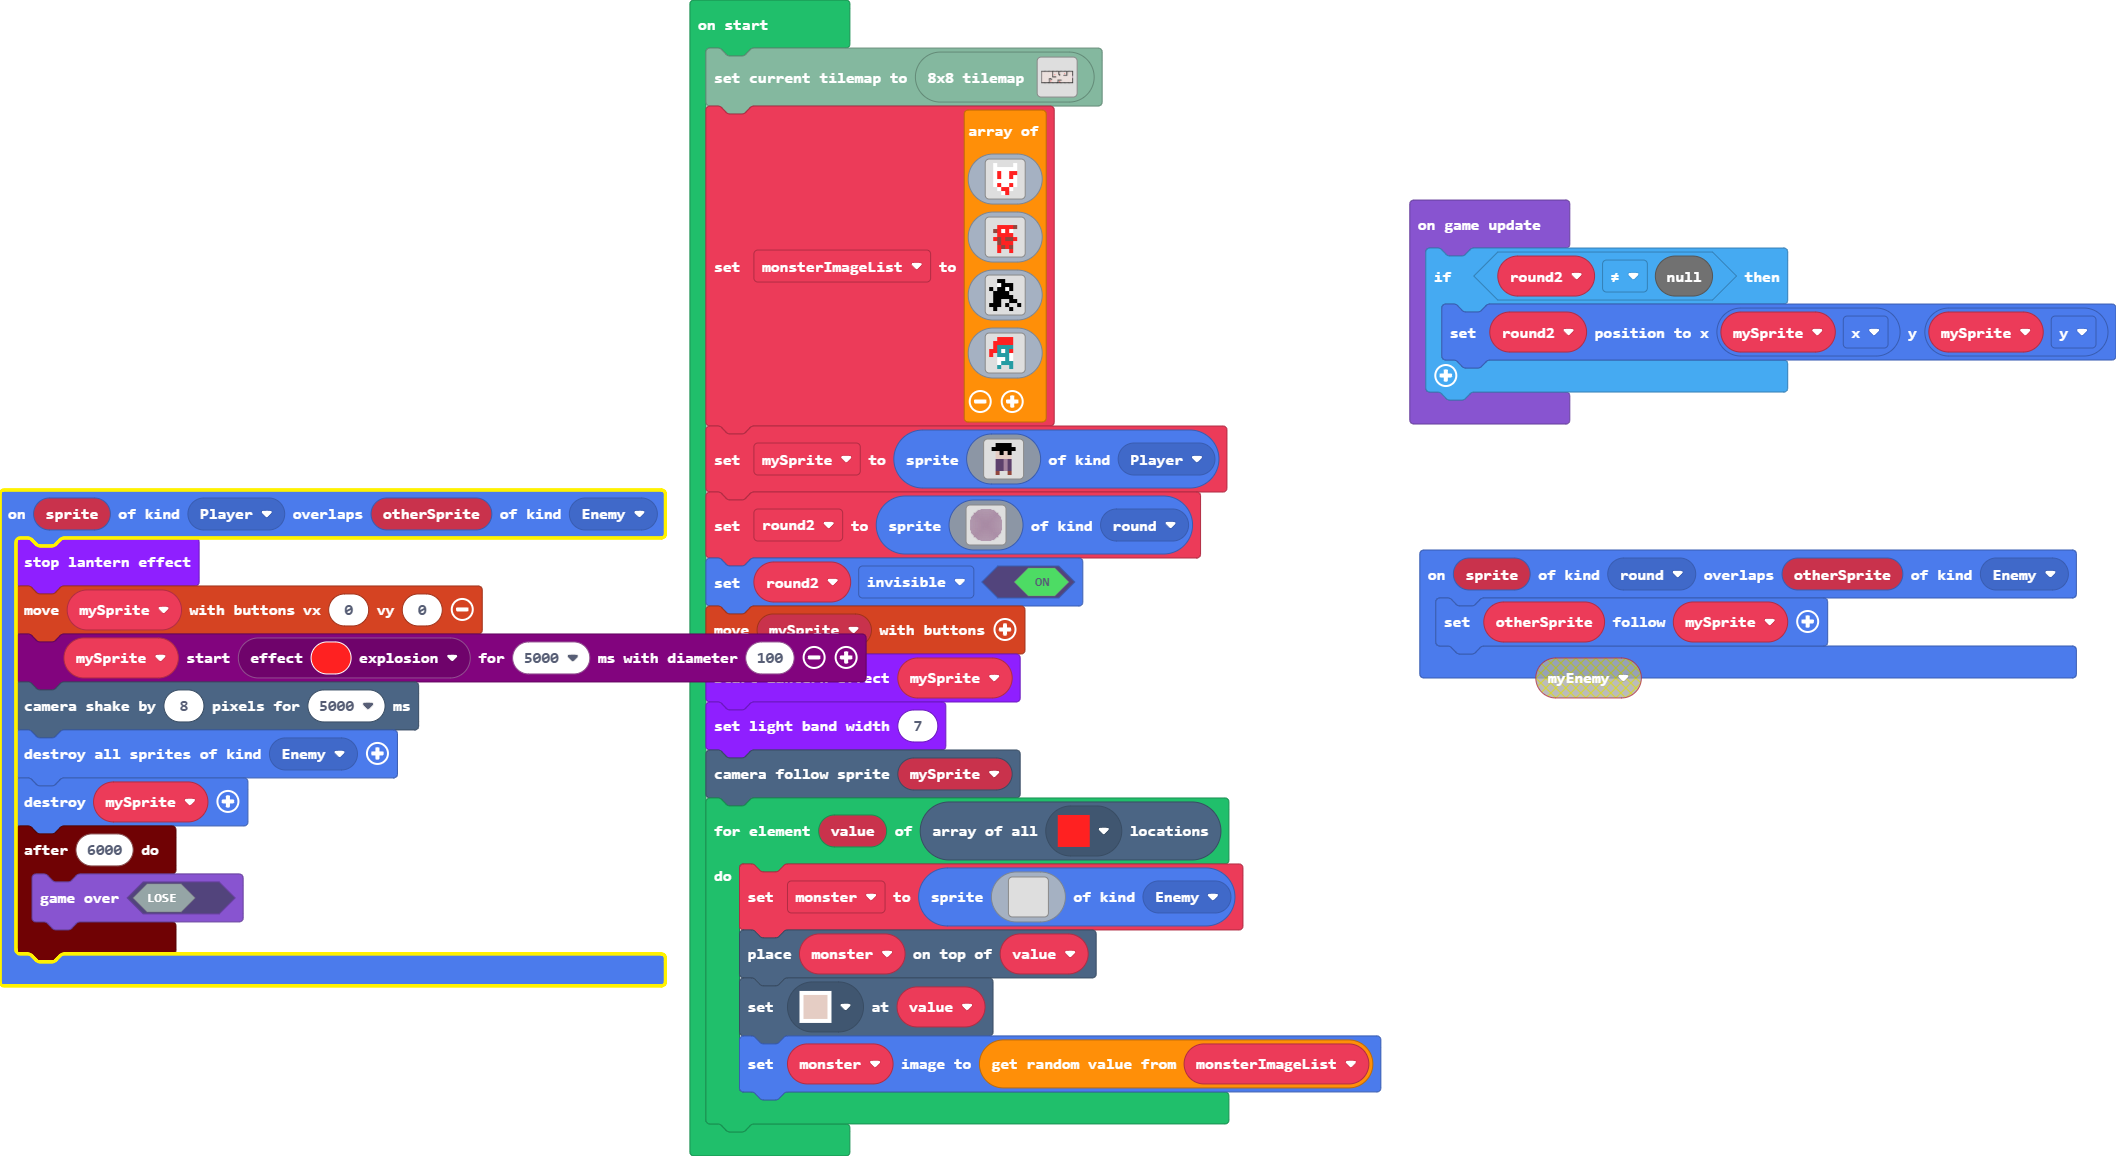 on start
set current tilemap to 8x8 tilemap
array of
set monsterImageList to
set mySprite to sprite of kind Player
set round2 to sprite of kind round
set round2 invisible ON
move mySprite with buttons
mySprite
set light band width 7
camera follow sprite mySprite
for element value of array of all locations
do
set monster to sprite of kind Enemy
place monster on top of value
set at value
set monster image to get random value from monsterImageList
on sprite of kind Player overlaps otherSprite of kind Enemy
stop lantern effect
move mySprite with buttons vx 0 vy 0
mySprite start effect explosion for 5000 ms with diameter 100
camera shake by 8 pixels for 5000 ms
destroy all sprites of kind Enemy
destroy mySprite
after 6000 do
game over LOSE
on game update
if round2 ≠ null then
set round2 position to x mySprite x y mySprite y
on sprite of kind round overlaps otherSprite of kind Enemy
set otherSprite follow mySprite
myEnemy